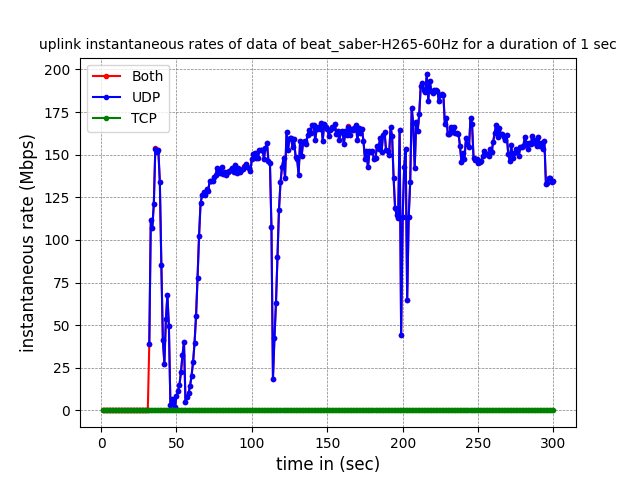 uplink instantaneous rates of data of beat_saber-H265-60Hz for a duration of 1 sec
Both
UDP
TCP
200
175
150
125
100
75
50
25
0
instantaneous rate (Mbps)
0 50 100 150 200 250 300
time in (sec)